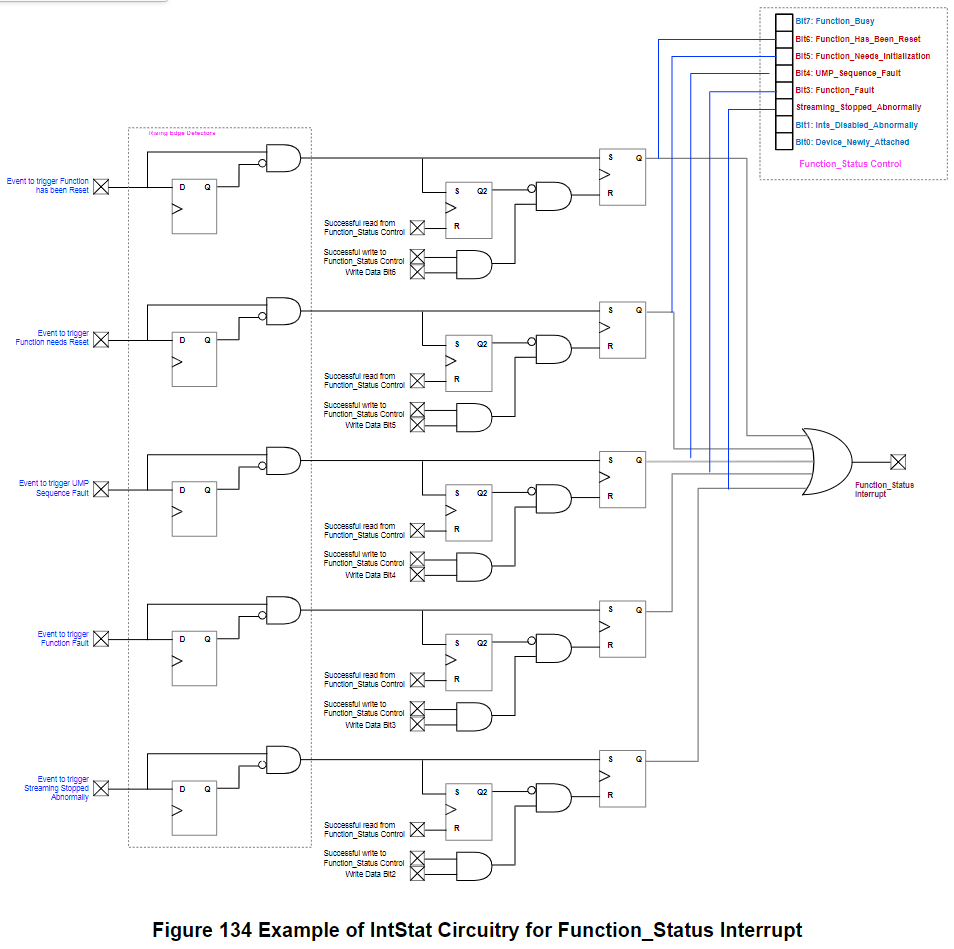 Bit7: Function_Busy
Bit6: Function_Has_Been_Reset
Bit5: Function_Needs_Initialization
Bit4: UMP_Sequence_Fault
Bit3: Function_Fault
Streaming_Stopped_Abnormally
Bit1: Ints_Disabled_Abnormally
Bit0: Device_Newly_Attached
Function_Status Control
Rising Edge Detectors
Event to trigger Function
has been Reset
D Q
S Q2
R
S Q
R
Successful read from
Function_Status Control
Successful write to
Function_Status Control
Write Data Bit6
Event to trigger
Function needs Reset
D Q
S Q2
R
S Q
R
Successful read from
Function_Status Control
Successful write to
Function_Status Control
Write Data Bit5
Event to trigger UMP
Sequence Fault
D Q
S Q2
R
S Q
R
Successful read from
Function_Status Control
Successful write to
Function_Status Control
Write Data Bit4
Function_Status
Interrupt
Event to trigger
Function Fault
D Q
S Q2
R
S Q
R
Successful read from
Function_Status Control
Successful write to
Function_Status Control
Write Data Bit3
Event to trigger
Streaming Stopped
Abnormally
D Q
S Q2
R
S Q
R
Successful read from
Function_Status Control
Successful write to
Function_Status Control
Write Data Bit2
Figure 134 Example of IntStat Circuitry for Function_Status Interrupt